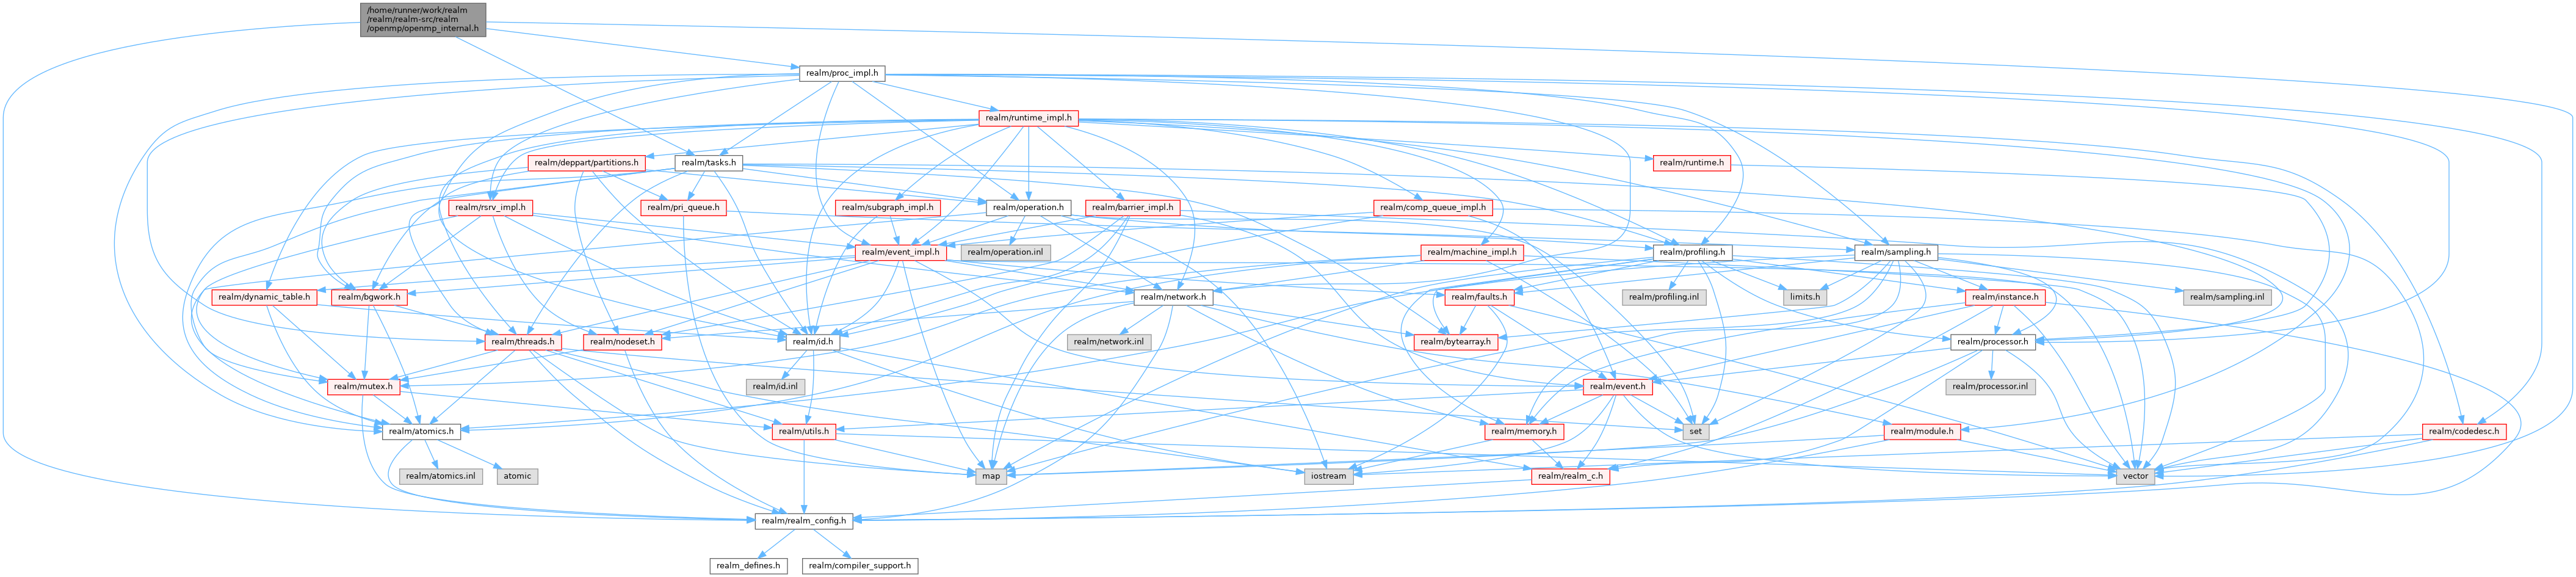 /home/runner/work/realm
/realm/realm-src/realm
/openmp/openmp_internal.h
realm/proc_impl.h
realm/runtime_impl.h
realm/deppart/partitions.h
realm/tasks.h
realm/runtime.h
realm/rsrv_impl.h
realm/pri_queue.h
realm/subgraph_impl.h
realm/operation.h
realm/barrier_impl.h
realm/comp_queue_impl.h
realm/event_impl.h
realm/operation.inl
realm/machine_impl.h
realm/profiling.h
realm/sampling.h
realm/dynamic_table.h
realm/bgwork.h
realm/network.h
realm/faults.h
realm/profiling.inl
limits.h
realm/instance.h
realm/sampling.inl
realm/threads.h
realm/nodeset.h
realm/id.h
realm/network.inl
realm/bytearray.h
realm/processor.h
realm/mutex.h
realm/id.inl
realm/event.h
realm/processor.inl
realm/atomics.h
realm/utils.h
realm/memory.h
set
realm/module.h
realm/codedesc.h
realm/atomics.inl
atomic
map
iostream
realm/realm_c.h
vector
realm/realm_config.h
realm_defines.h
realm/compiler_support.h